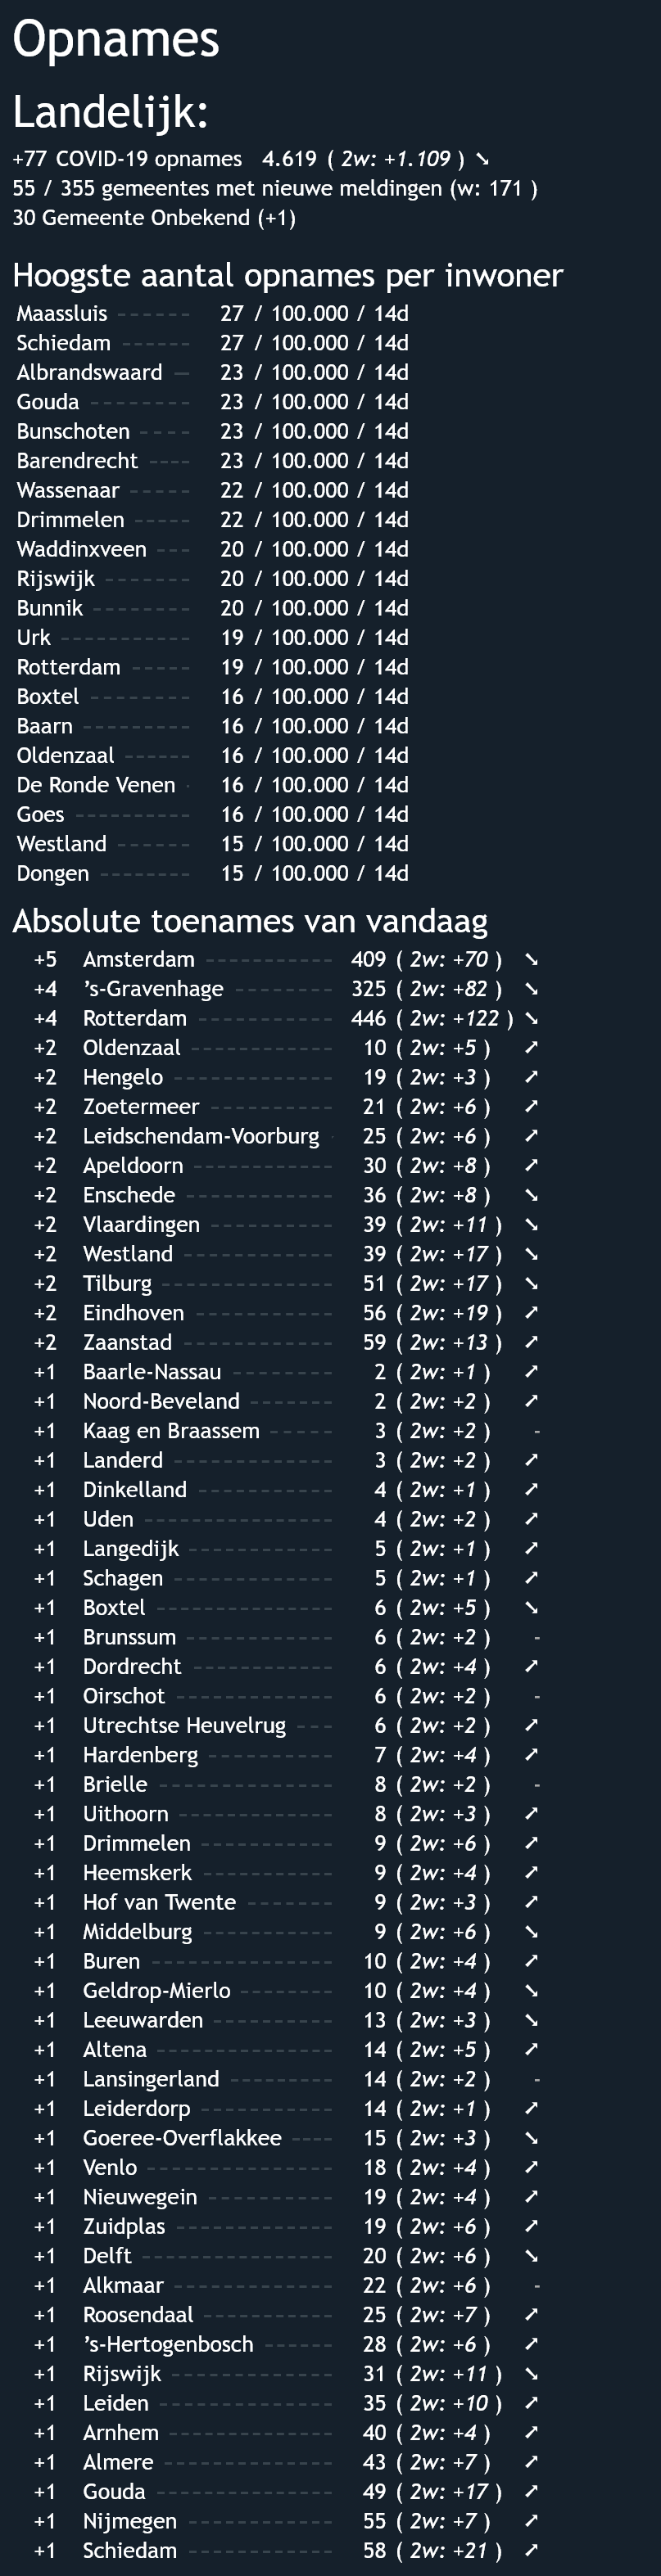 Opnames
Landelijk:
+77 COVID-19 opnames 4.619 ( 2w: +1.109 ) ➘
55 / 355 gemeentes met nieuwe meldingen (w: 171 )
30 Gemeente Onbekend (+1)
Hoogste aantal opnames per inwoner
Maassluis ------ 27 / 100.000 / 14d
Schiedam ------ 27 / 100.000 / 14d
Albrandswaard — 23 / 100.000 / 14d
Gouda -------- 23 / 100.000 / 14d
Bunschoten ---- 23 / 100.000 / 14d
Barendrecht ---- 23 / 100.000 / 14d
Wassenaar ----- 22 / 100.000 / 14d
Drimmelen ----- 22 / 100.000 / 14d
Waddinxveen --- 20 / 100.000 / 14d
Rijswijk ------- 20 / 100.000 / 14d
Bunnik -------- 20 / 100.000 / 14d
Urk ----------- 19 / 100.000 / 14d
Rotterdam ----- 19 / 100.000 / 14d
Boxtel -------- 16 / 100.000 / 14d
Baarn --------- 16 / 100.000 / 14d
Oldenzaal ------ 16 / 100.000 / 14d
De Ronde Venen - 16 / 100.000 / 14d
Goes ---------- 16 / 100.000 / 14d
Westland ------ 15 / 100.000 / 14d
Dongen -------- 15 / 100.000 / 14d
Absolute toenames van vandaag
+5 Amsterdam ----------- 409 ( 2w: +70 ) ➘
+4 ’s-Gravenhage --------- 325 ( 2w: +82 ) ➘
+4 Rotterdam ------------ 446 ( 2w: +122 ) ➘
+2 Oldenzaal ------------ 10 ( 2w: +5 ) ➚
+2 Hengelo -------------- 19 ( 2w: +3 ) ➚
+2 Zoetermeer ----------- 21 ( 2w: +6 ) ➚
+2 Leidschendam-Voorburg - 25 ( 2w: +6 ) ➚
+2 Apeldoorn ------------ 30 ( 2w: +8 ) ➚
+2 Enschede ------------- 36 ( 2w: +8 ) ➘
+2 Vlaardingen ----------- 39 ( 2w: +11 ) ➘
+2 Westland ------------- 39 ( 2w: +17 ) ➘
+2 Tilburg --------------- 51 ( 2w: +17 ) ➘
+2 Eindhoven ------------ 56 ( 2w: +19 ) ➚
+2 Zaanstad ------------- 59 ( 2w: +13 ) ➚
+1 Baarle-Nassau --------- 2 ( 2w: +1 ) ➚
+1 Noord-Beveland ------- 2 ( 2w: +2 ) ➚
+1 Kaag en Braassem ----- 3 ( 2w: +2 ) -
+1 Landerd -------------- 3 ( 2w: +2 ) ➚
+1 Dinkelland ------------ 4 ( 2w: +1 ) ➚
+1 Uden ---------------- 4 ( 2w: +2 ) ➚
+1 Langedijk ------------ 5 ( 2w: +1 ) ➚
+1 Schagen -------------- 5 ( 2w: +1 ) ➚
+1 Boxtel --------------- 6 ( 2w: +5 ) ➘
+1 Brunssum ------------- 6 ( 2w: +2 ) -
+1 Dordrecht ------------ 6 ( 2w: +4 ) ➚
+1 Oirschot -------------- 6 ( 2w: +2 ) -
+1 Utrechtse Heuvelrug --- 6 ( 2w: +2 ) ➚
+1 Hardenberg ----------- 7 ( 2w: +4 ) ➚
+1 Brielle --------------- 8 ( 2w: +2 ) -
+1 Uithoorn -------------- 8 ( 2w: +3 ) ➚
+1 Drimmelen ------------ 9 ( 2w: +6 ) ➚
+1 Heemskerk ----------- 9 ( 2w: +4 ) ➚
+1 Hof van Twente ------- 9 ( 2w: +3 ) ➚
+1 Middelburg ----------- 9 ( 2w: +6 ) ➘
+1 Buren ---------------- 10 ( 2w: +4 ) ➚
+1 Geldrop-Mierlo -------- 10 ( 2w: +4 ) ➘
+1 Leeuwarden ---------- 13 ( 2w: +3 ) ➘
+1 Altena --------------- 14 ( 2w: +5 ) ➚
+1 Lansingerland --------- 14 ( 2w: +2 ) -
+1 Leiderdorp ------------ 14 ( 2w: +1 ) ➚
+1 Goeree-Overflakkee ---- 15 ( 2w: +3 ) ➘
+1 Venlo ---------------- 18 ( 2w: +4 ) ➚
+1 Nieuwegein ----------- 19 ( 2w: +4 ) ➚
+1 Zuidplas -------------- 19 ( 2w: +6 ) ➚
+1 Delft ----------------- 20 ( 2w: +6 ) ➘
+1 Alkmaar -------------- 22 ( 2w: +6 ) -
+1 Roosendaal ----------- 25 ( 2w: +7 ) ➚
+1 ’s-Hertogenbosch ------ 28 ( 2w: +6 ) ➚
+1 Rijswijk -------------- 31 ( 2w: +11 ) ➘
+1 Leiden --------------- 35 ( 2w: +10 ) ➚
+1 Arnhem -------------- 40 ( 2w: +4 ) ➚
+1 Almere --------------- 43 ( 2w: +7 ) ➚
+1 Gouda --------------- 49 ( 2w: +17 ) ➚
+1 Nijmegen ------------ 55 ( 2w: +7 ) ➚
+1 Schiedam ------------ 58 ( 2w: +21 ) ➚